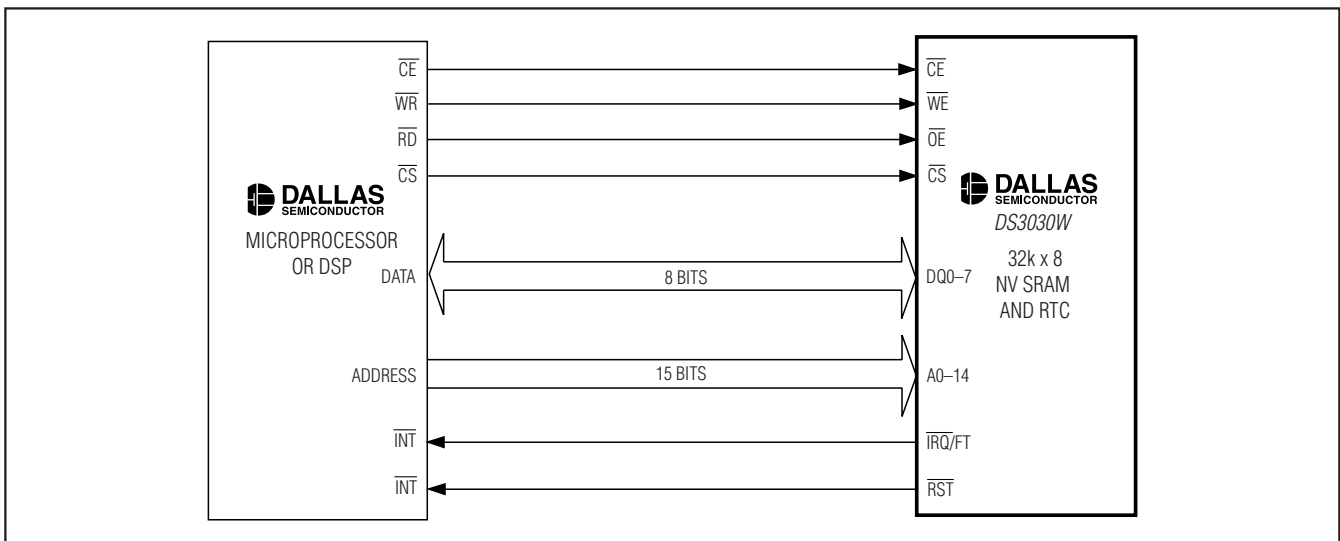 CE
CE
WR
WE
RD
OE
CS
CS
DALLAS
SEMICONDUCTOR
MICROPROCESSOR
OR DSP
DALLAS
SEMICONDUCTOR
DS3030W
32k x 8
NV SRAM
AND RTC
DATA
8 BITS
DQ0–7
ADDRESS
15 BITS
A0–14
INT
IRQ/FT
INT
RST